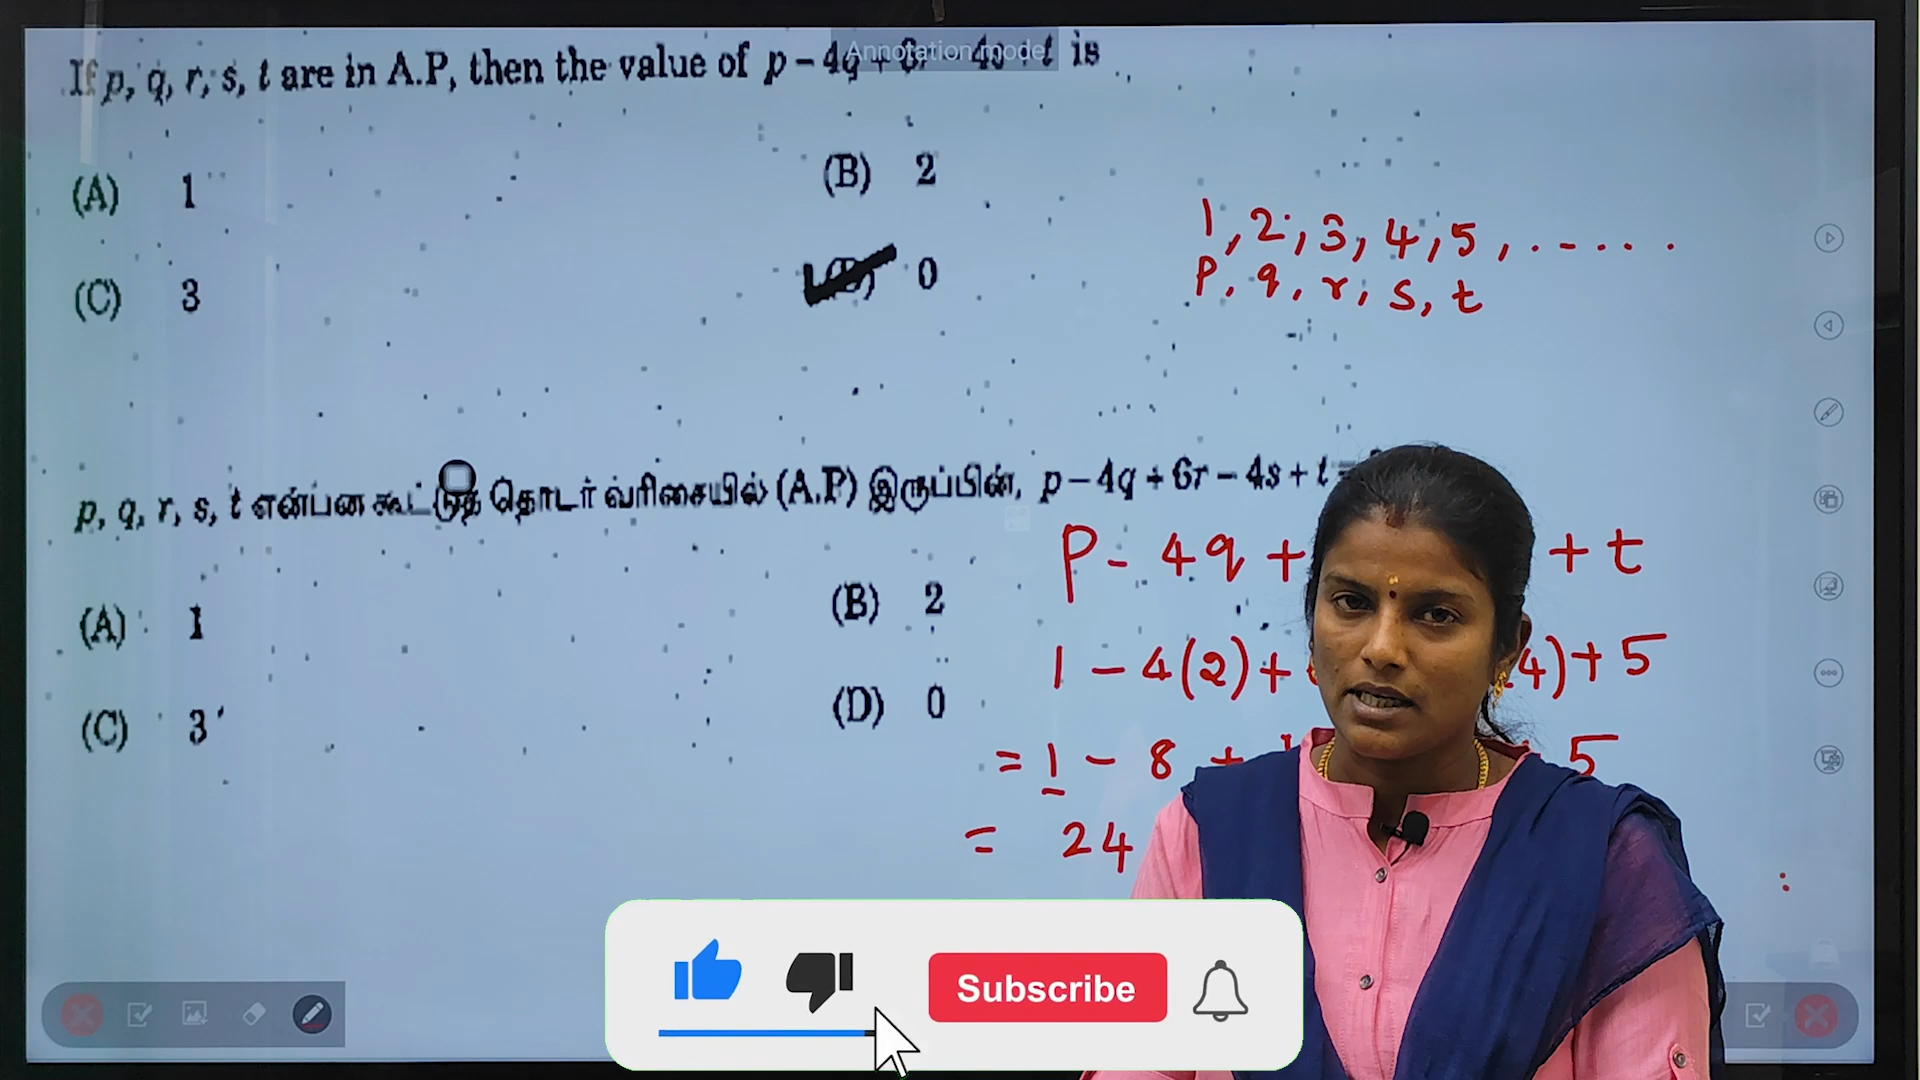 If p, q, r, s, t are in A.P, then the value of p − 4q + 6r 4s + t is
Annotation mode
(A) 1
(B) 2
(C) 3
0
1, 2, 3, 4, 5, . . . . .
p, q, r, s, t
p, q, r, s, t என்பன தொடர் வரிசையில் (A.P) இருப்பின், p − 4q + 6r − 4s + t =
(A) 1
(B) 2
(C) 3
(D) 0
P - 4q + + t
1 - 4(2) + 4) + 5
= 1 - 8 + 5
= 24
Subscribe